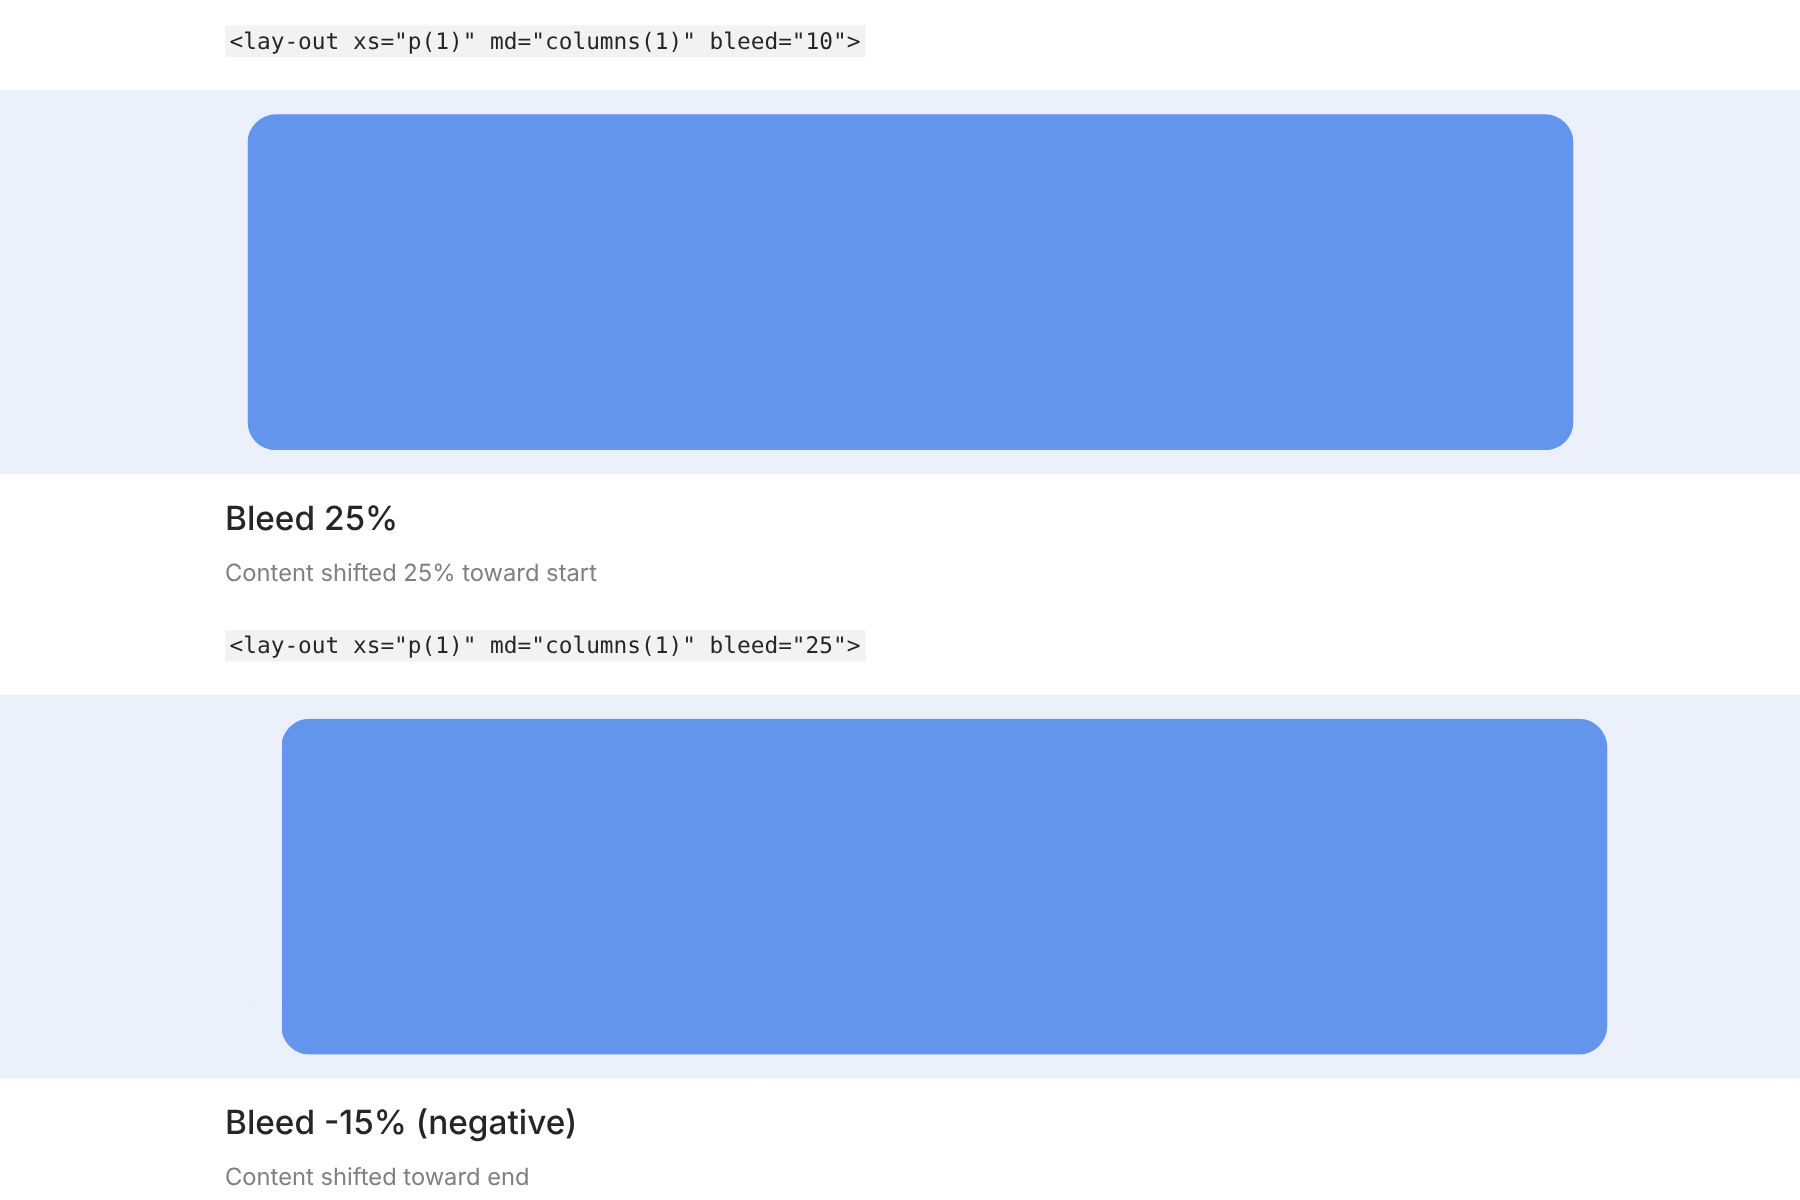 <lay-out xs="p(1)" md="columns(1)" bleed="10">
Bleed 25%
Content shifted 25% toward start
<lay-out xs="p(1)" md="columns(1)" bleed="25">
Bleed -15% (negative)
Content shifted toward end